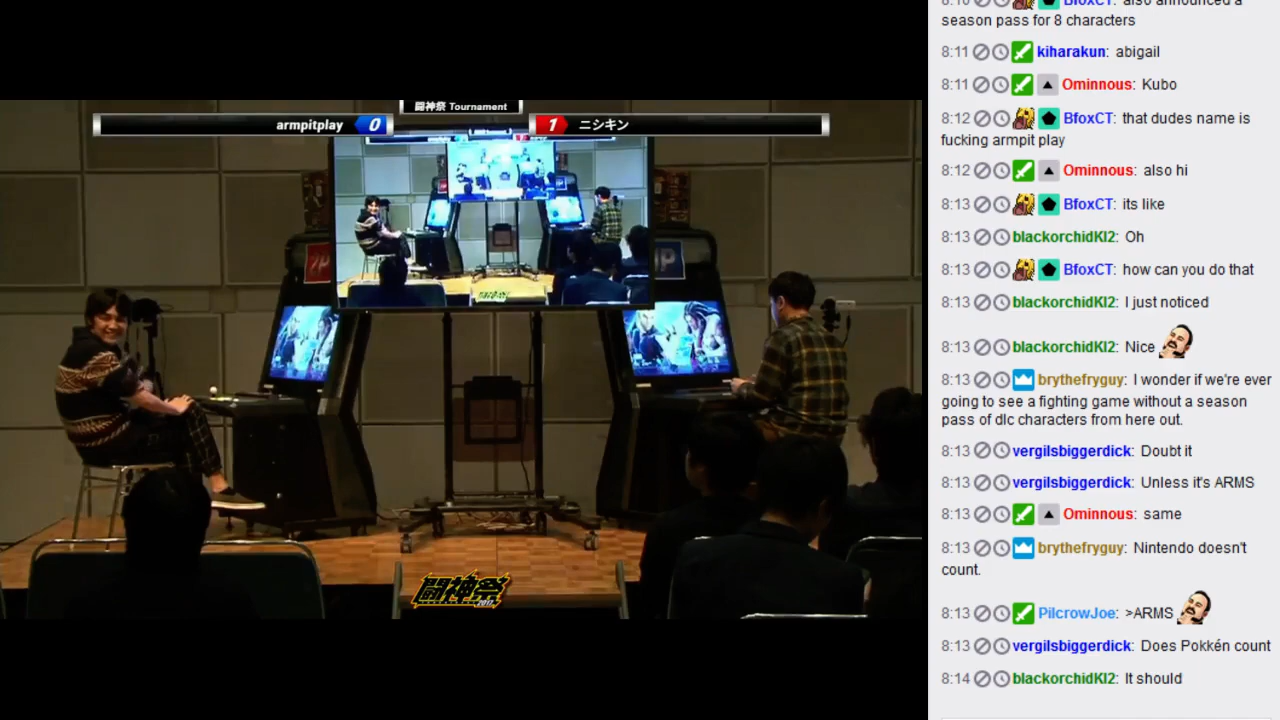 闘神祭 Tournament
armpitplay 0
1 ニシキン
闘神祭
2017
BfoxCT: also announced a
season pass for 8 characters
8:11 kiharakun: abigail
8:11 Ominnous: Kubo
8:12 BfoxCT: that dudes name is
fucking armpit play
8:12 Ominnous: also hi
8:13 BfoxCT: its like
8:13 blackorchidKI2: Oh
8:13 BfoxCT: how can you do that
8:13 blackorchidKI2: I just noticed
8:13 blackorchidKI2: Nice
8:13 brythefryguy: I wonder if we're ever
going to see a fighting game without a season
pass of dlc characters from here out.
8:13 vergilsbiggerdick: Doubt it
8:13 vergilsbiggerdick: Unless it's ARMS
8:13 Ominnous: same
8:13 brythefryguy: Nintendo doesn't
count.
8:13 PilcrowJoe: >ARMS
8:13 vergilsbiggerdick: Does Pokkén count
8:14 blackorchidKI2: It should